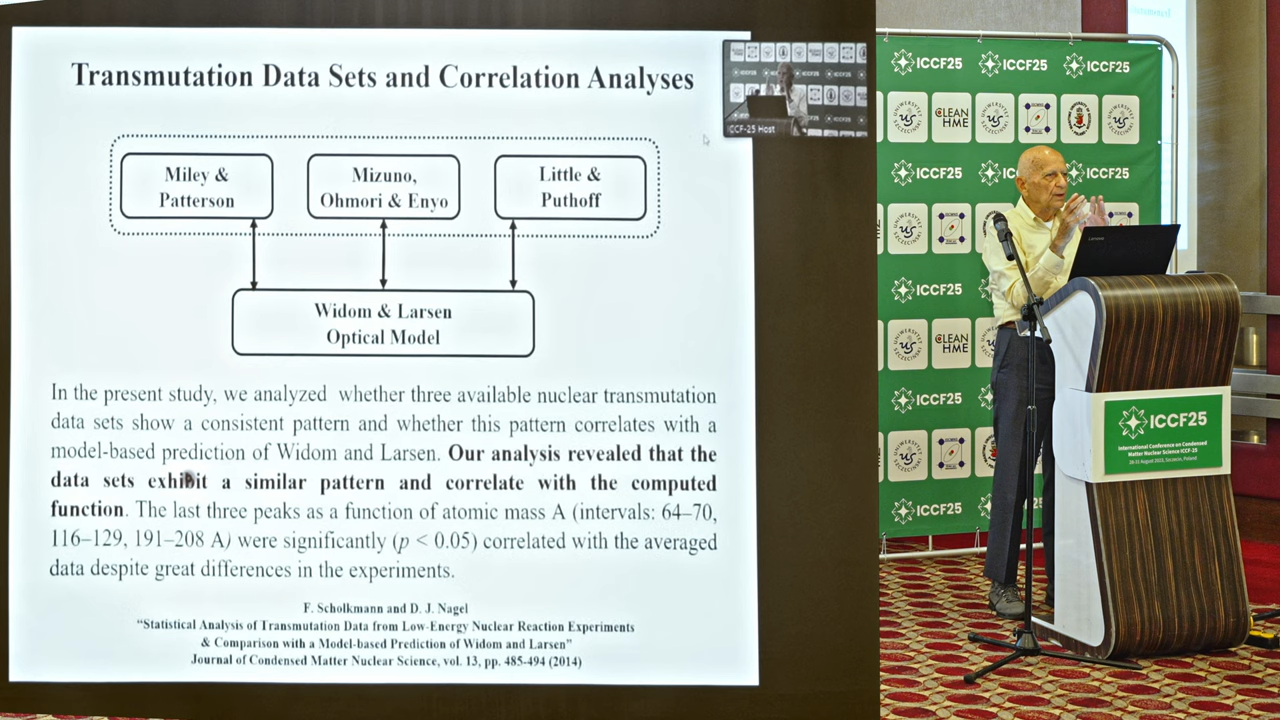 Transmutation Data Sets and Correlation Analyses
Miley &
Patterson
Mizuno,
Ohmori & Enyo
Little &
Puthoff
Widom & Larsen
Optical Model
In the present study, we analyzed whether three available nuclear transmutation
data sets show a consistent pattern and whether this pattern correlates with a
model-based prediction of Widom and Larsen. Our analysis revealed that the
data sets exhibit a similar pattern and correlate with the computed
function. The last three peaks as a function of atomic mass A (intervals: 64–70,
116–129, 191–208 A) were significantly (p < 0.05) correlated with the averaged
data despite great differences in the experiments.
F. Scholkmann and D. J. Nagel
“Statistical Analysis of Transmutation Data from Low-Energy Nuclear Reaction Experiments
& Comparison with a Model-based Prediction of Widom and Larsen”
Journal of Condensed Matter Nuclear Science, vol. 13, pp. 485-494 (2014)
ICCF-25 Host
ICCF25 ICCF25 ICCF25
UNIWERSYTET SZCZECIŃSKI
CLEAN
HME
ICCF25 ICCF25
ICCF25
ICCF25
CLEAN
HME
ICCF25
ICCF25
Lenovo
ICCF25
International Conference on Condensed
Matter Nuclear Science ICCF-25